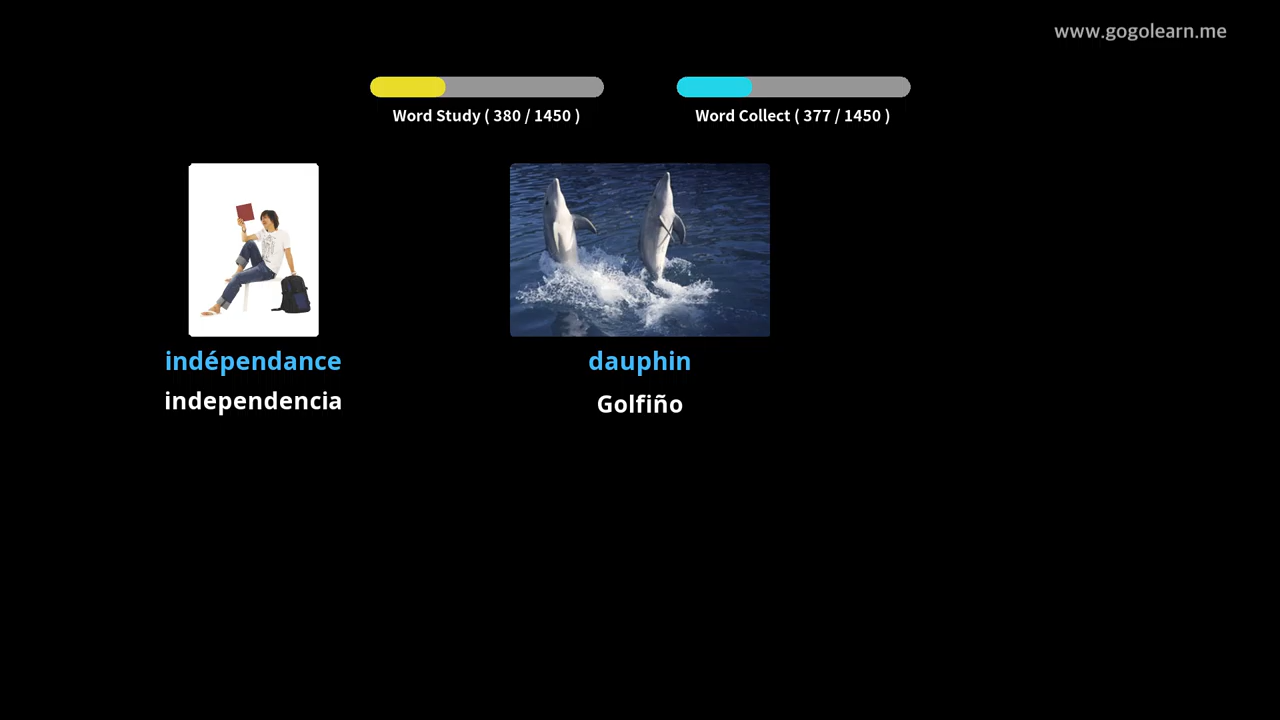 www.gogolearn.me
Word Study ( 380 / 1450 )
Word Collect ( 377 / 1450 )
indépendance
independencia
dauphin
Golfiño